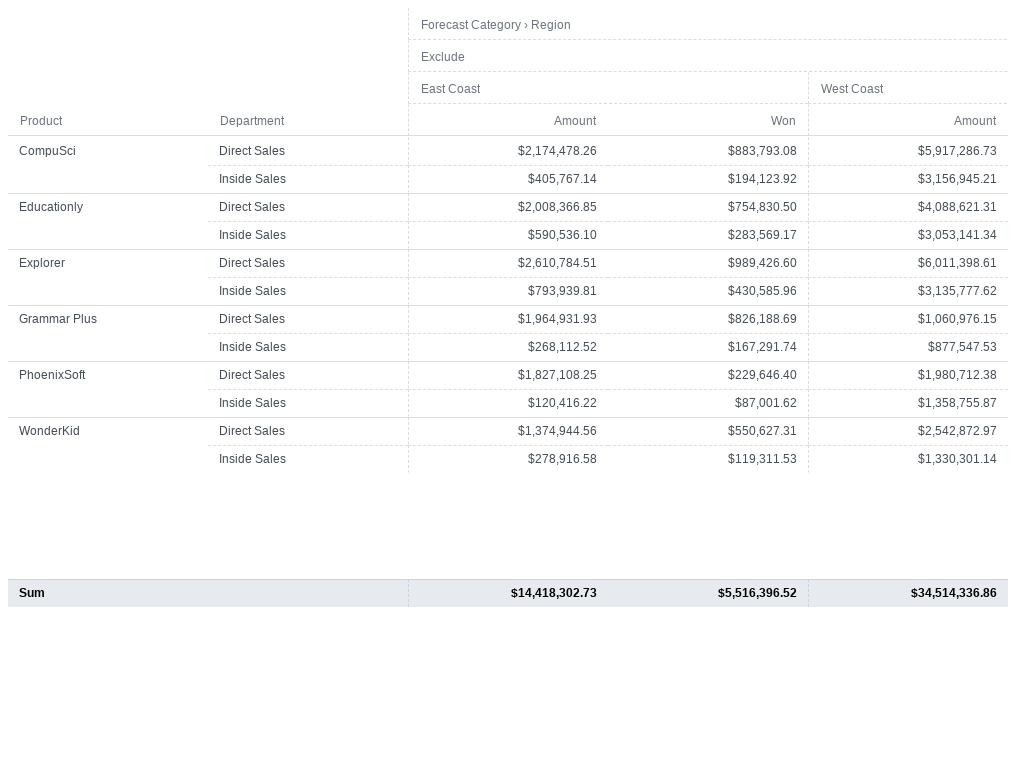 Forecast Category › Region
Exclude
East Coast West Coast
Product Department Amount Won Amount
CompuSci Direct Sales $2,174,478.26 $883,793.08 $5,917,286.73
Inside Sales $405,767.14 $194,123.92 $3,156,945.21
Educationly Direct Sales $2,008,366.85 $754,830.50 $4,088,621.31
Inside Sales $590,536.10 $283,569.17 $3,053,141.34
Explorer Direct Sales $2,610,784.51 $989,426.60 $6,011,398.61
Inside Sales $793,939.81 $430,585.96 $3,135,777.62
Grammar Plus Direct Sales $1,964,931.93 $826,188.69 $1,060,976.15
Inside Sales $268,112.52 $167,291.74 $877,547.53
PhoenixSoft Direct Sales $1,827,108.25 $229,646.40 $1,980,712.38
Inside Sales $120,416.22 $87,001.62 $1,358,755.87
WonderKid Direct Sales $1,374,944.56 $550,627.31 $2,542,872.97
Inside Sales $278,916.58 $119,311.53 $1,330,301.14
Sum $14,418,302.73 $5,516,396.52 $34,514,336.86